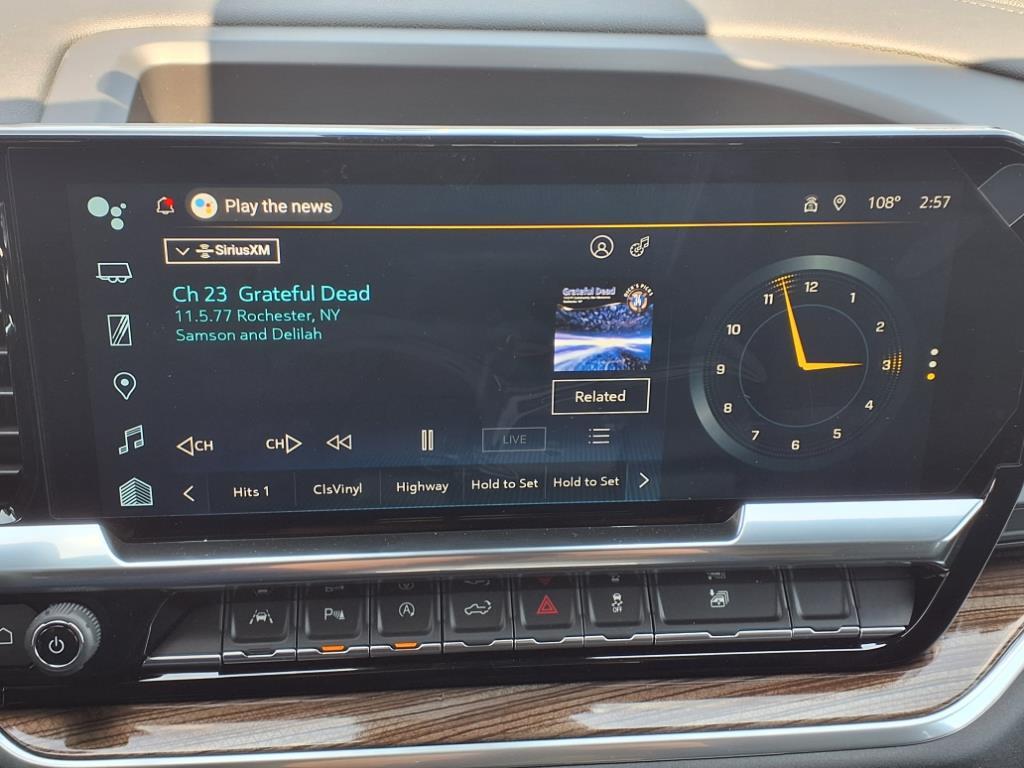 Play the news
108° 2:57
SiriusXM
Ch 23 Grateful Dead
11.5.77 Rochester, NY
Samson and Delilah
Grateful Dead
Related
CH
CH
LIVE
Hits 1
ClsVinyl
Highway
Hold to Set
Hold to Set
12
1
2
3
4
5
6
7
8
9
10
11
P
A
OFF